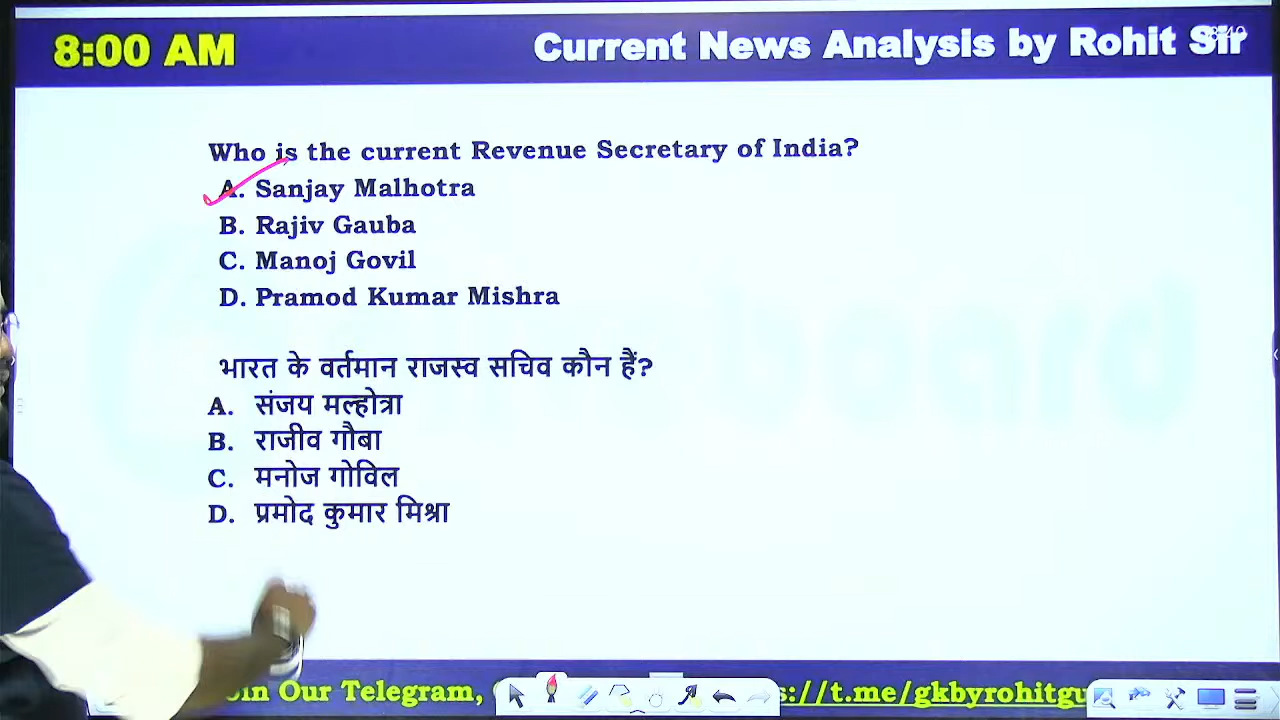 8:00 AM
Current News Analysis by Rohit Sir
Who is the current Revenue Secretary of India?
A. Sanjay Malhotra
B. Rajiv Gauba
C. Manoj Govil
D. Pramod Kumar Mishra
भारत के वर्तमान राजस्व सचिव कौन हैं?
A. संजय मल्होत्रा
B. राजीव गौबा
C. मनोज गोविल
D. प्रमोद कुमार मिश्रा
Our Telegram,
://t.me/gkbyrohitgu